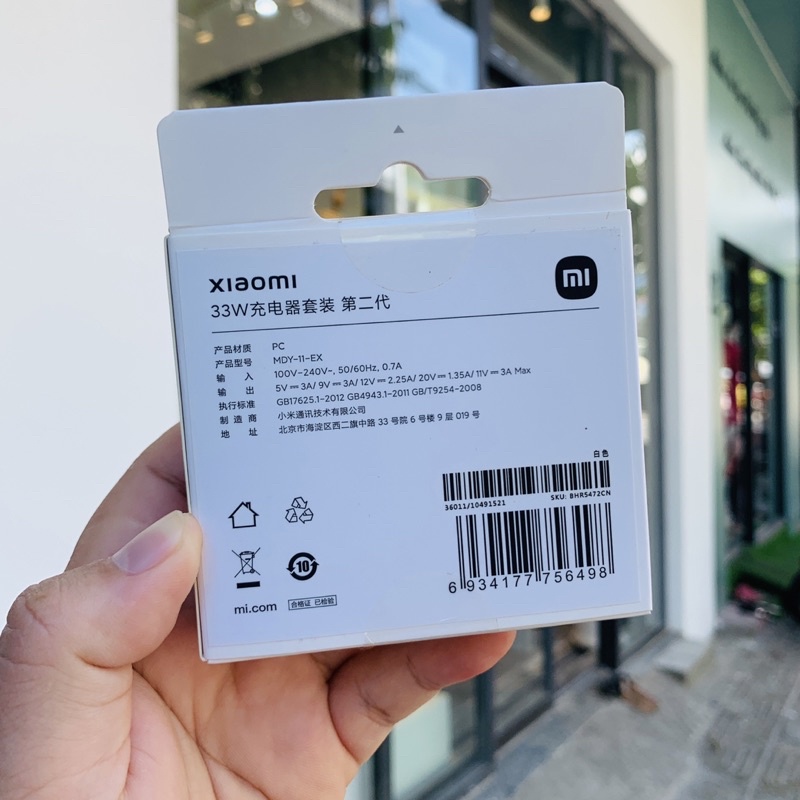 xiaomi
mi
33W充电器套装 第二代
产品材质 PC
产品型号 MDY-11-EX
输 入 100V-240V~, 50/60Hz, 0.7A
输 出 5V⎓3A/ 9V⎓3A/ 12V⎓2.25A/ 20V⎓1.35A/ 11V⎓3A Max
执行标准 GB17625.1-2012 GB4943.1-2011 GB/T9254-2008
制 造 商 小米通讯技术有限公司
地 址 北京市海淀区西二旗中路 33 号院 6 号楼 9 层 019 号
白色
36011/10491521 SKU: BHR5472CN
6 934177 756498
10
mi.com 合格证 已检验